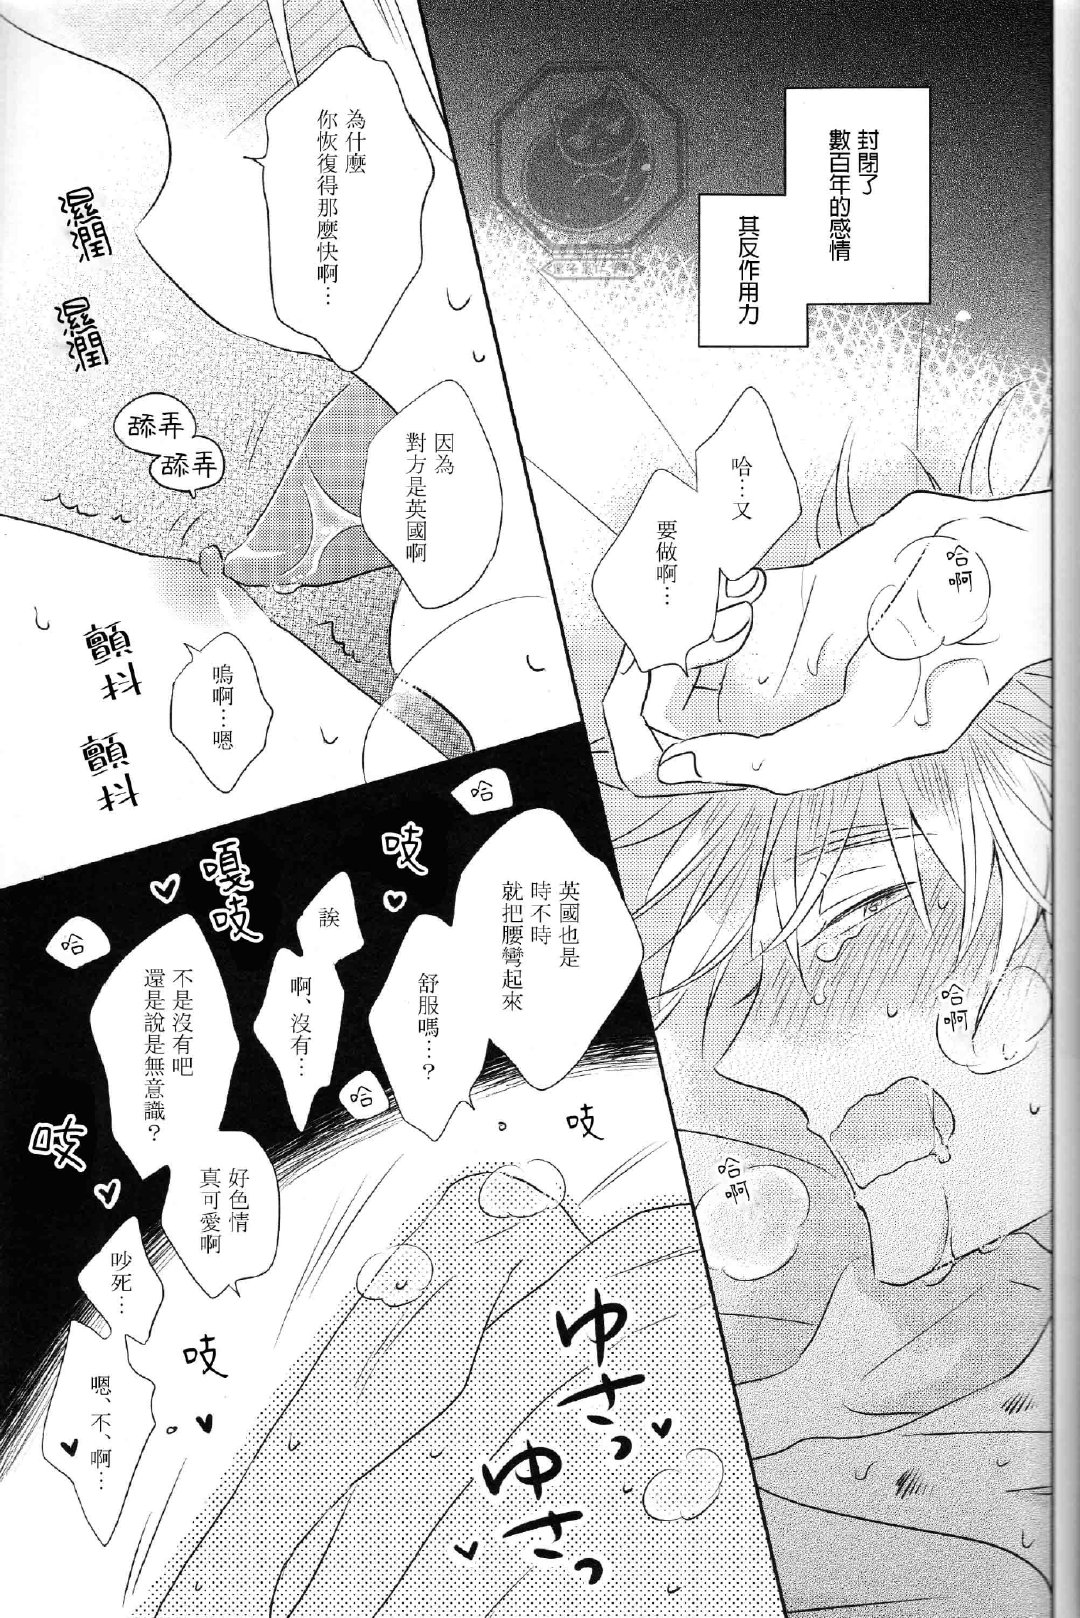 封閉了
數百年的感情
其反作用力
哈…又
要做啊…
哈啊
哈啊
哈啊
為什麼
你恢復得那麼快啊…
因為
對方是英國啊
濕潤
濕潤
舔弄
舔弄
顫抖
顫抖
嗚啊…嗯
英國也是
時不時
就把腰彎起來
舒服嗎…？
哈
吱
嘎吱
誒
啊、沒有…
哈
不是沒有吧
還是說是無意識？
哈
吱
吱
好色情
真可愛啊
吵死…
吱
嗯、不、啊…
ゆさっ
ゆさっ